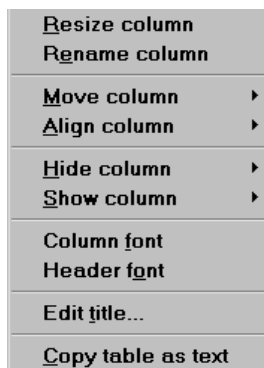 Resize column
Rename column
Move column
Align column
Hide column
Show column
Column font
Header font
Edit title...
Copy table as text